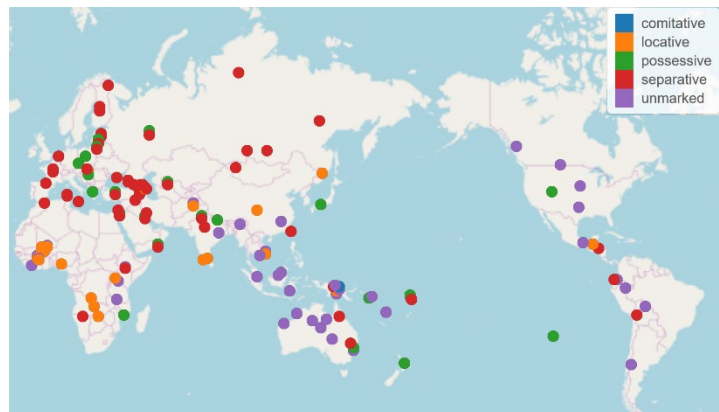 comitative
locative
possessive
separative
unmarked